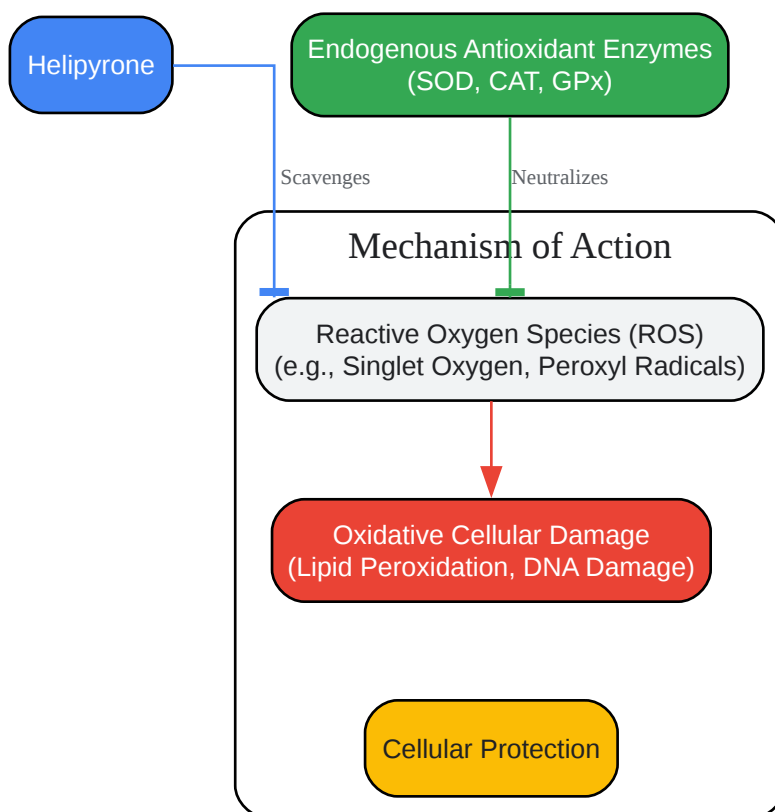 Helipyrone
Endogenous Antioxidant Enzymes
(SOD, CAT, GPx)
Scavenges
Neutralizes
Mechanism of Action
Reactive Oxygen Species (ROS)
(e.g., Singlet Oxygen, Peroxyl Radicals)
Oxidative Cellular Damage
(Lipid Peroxidation, DNA Damage)
Cellular Protection